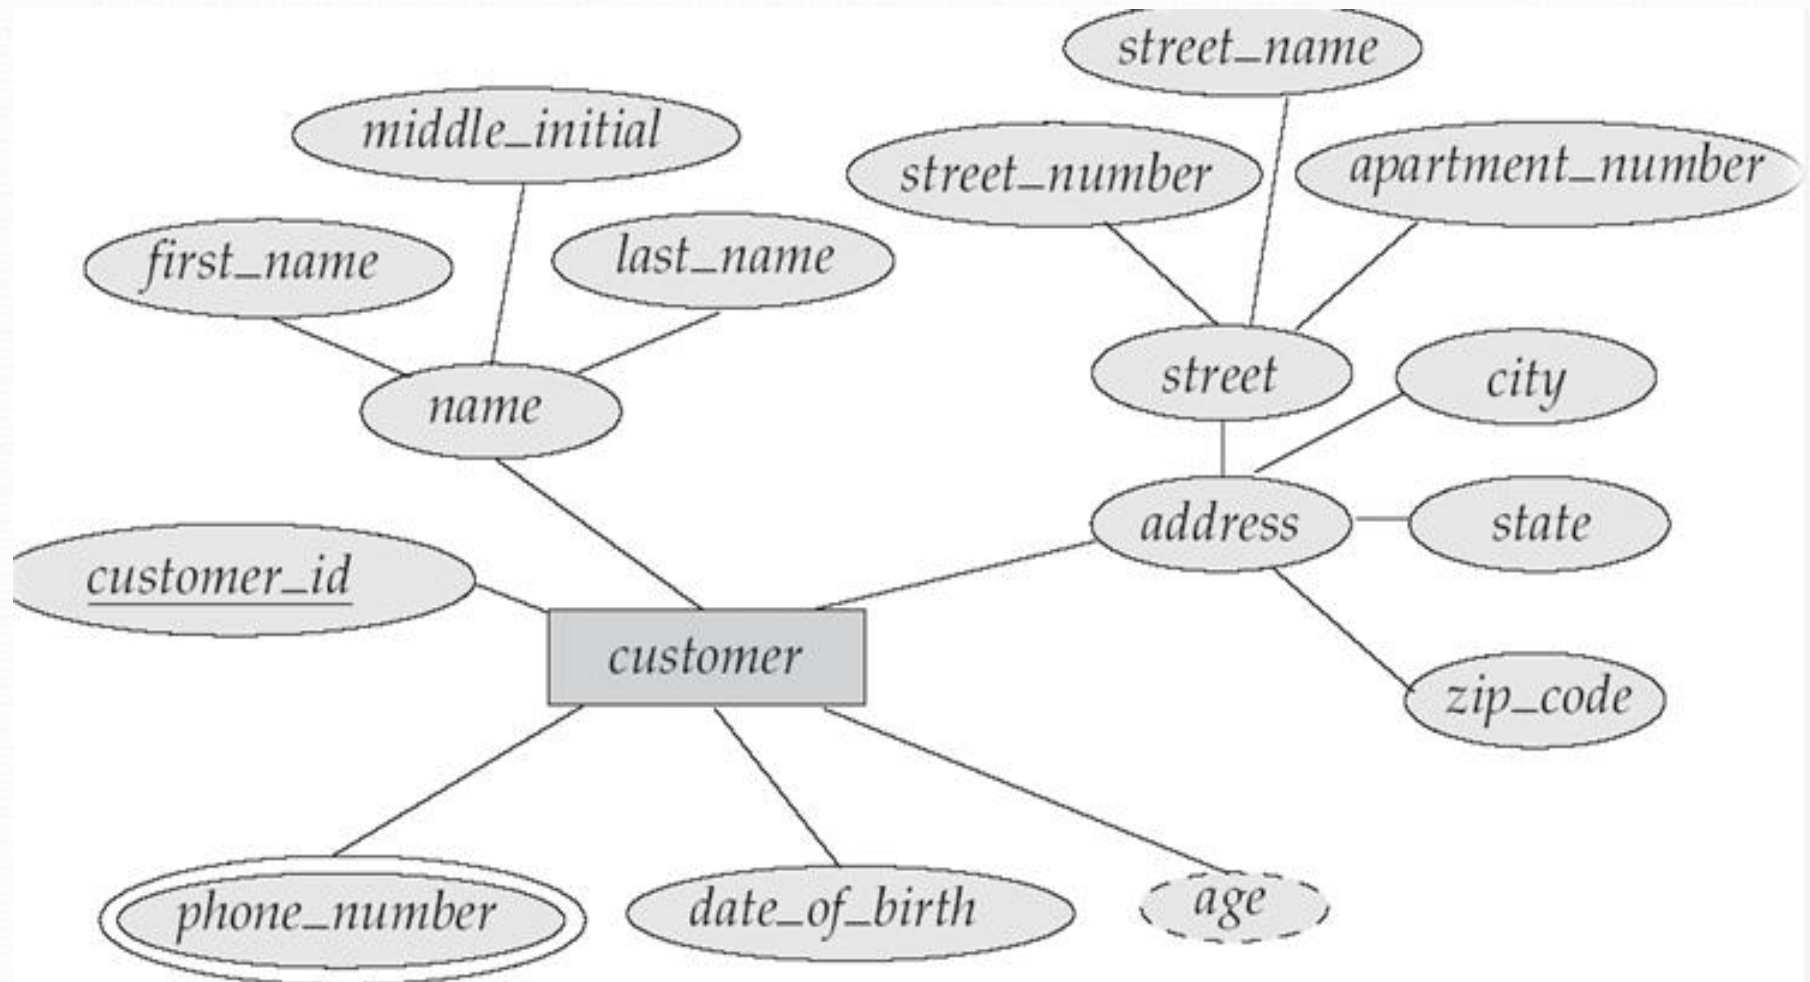 street_name
middle_initial
street_number
apartment_number
first_name
last_name
street
city
name
address
state
customer_id
customer
zip_code
phone_number
date_of_birth
age